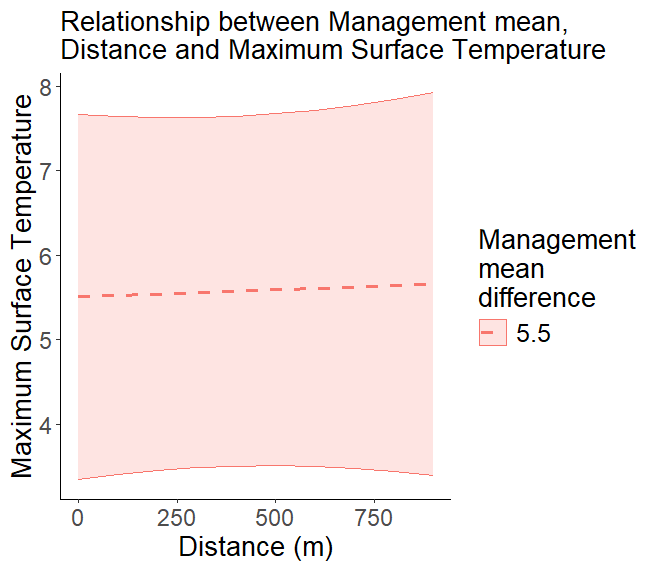 Relationship between Management mean,
Distance and Maximum Surface Temperature
Maximum Surface Temperature
8
7
6
5
4
0 250 500 750
Distance (m)
Management
mean
difference
5.5